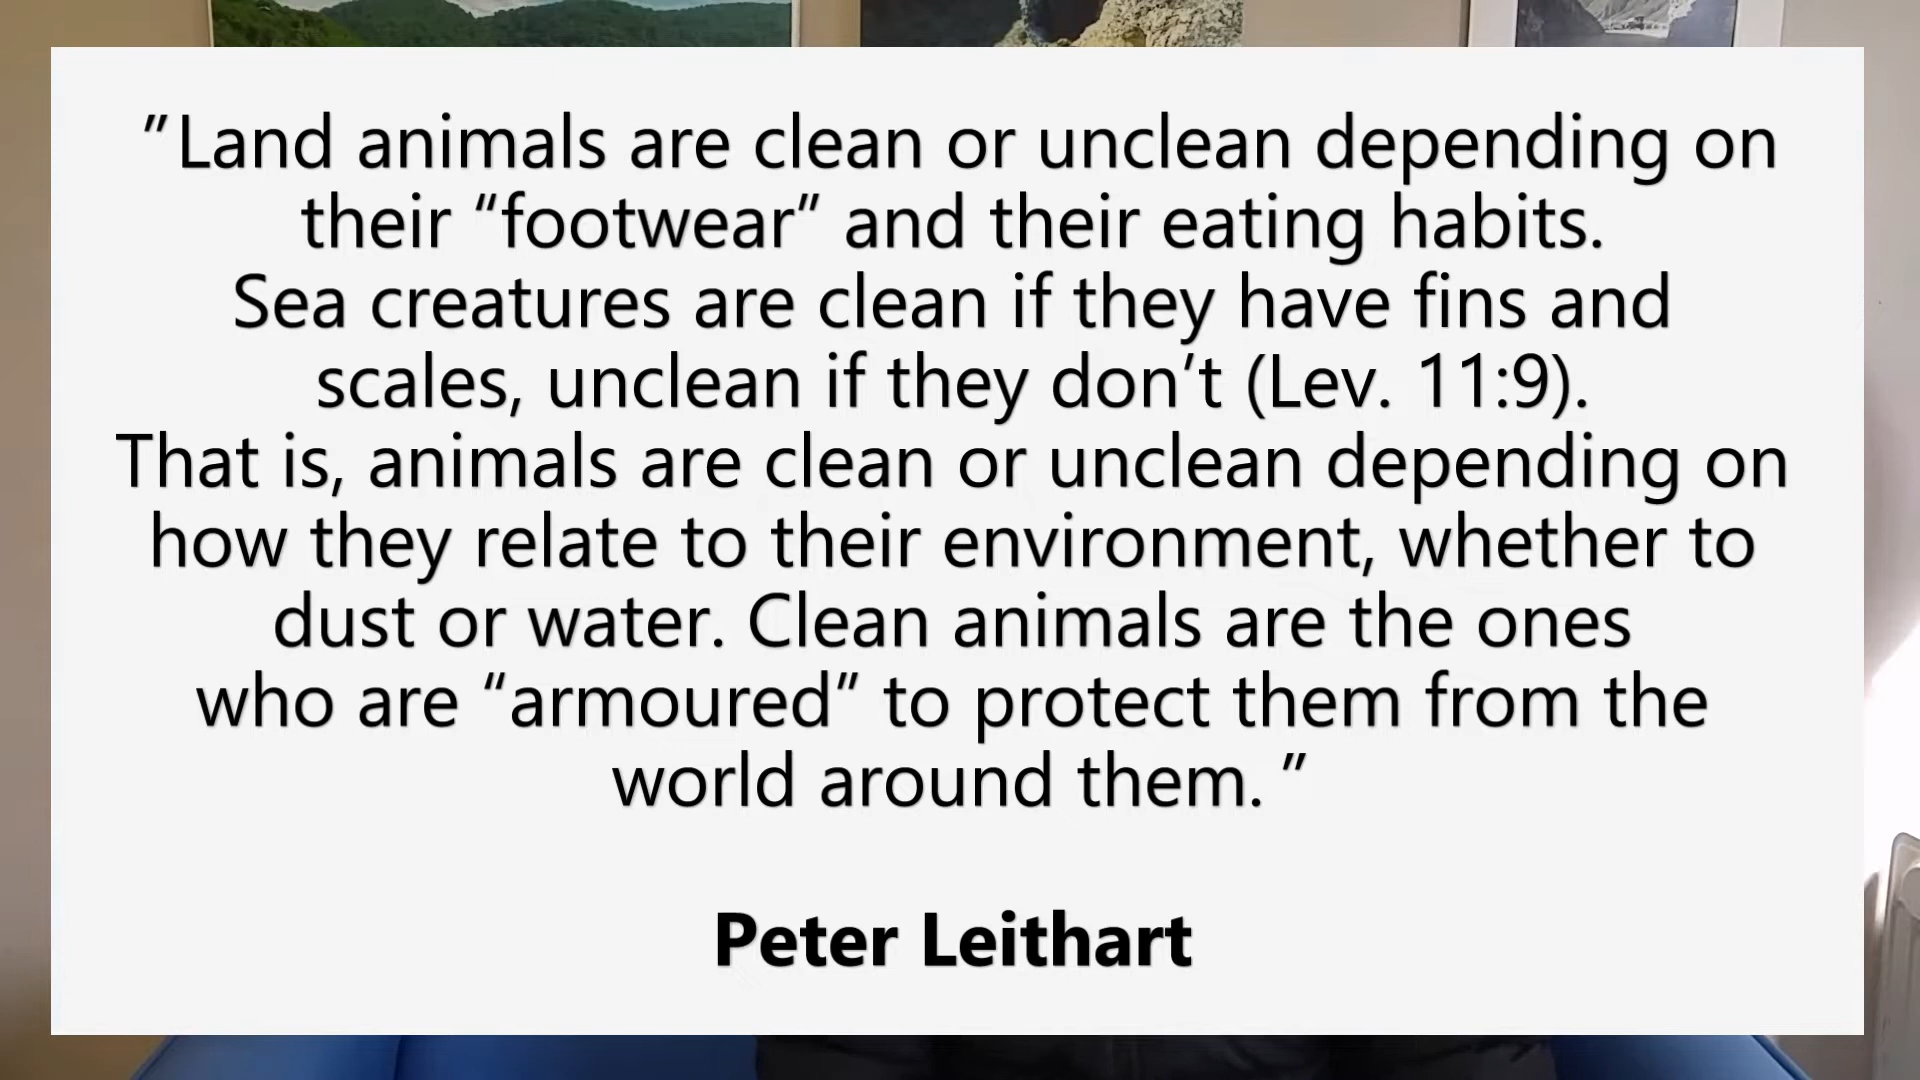 "Land animals are clean or unclean depending on
their “footwear” and their eating habits.
Sea creatures are clean if they have fins and
scales, unclean if they don’t (Lev. 11:9).
That is, animals are clean or unclean depending on
how they relate to their environment, whether to
dust or water. Clean animals are the ones
who are “armoured” to protect them from the
world around them. "
Peter Leithart